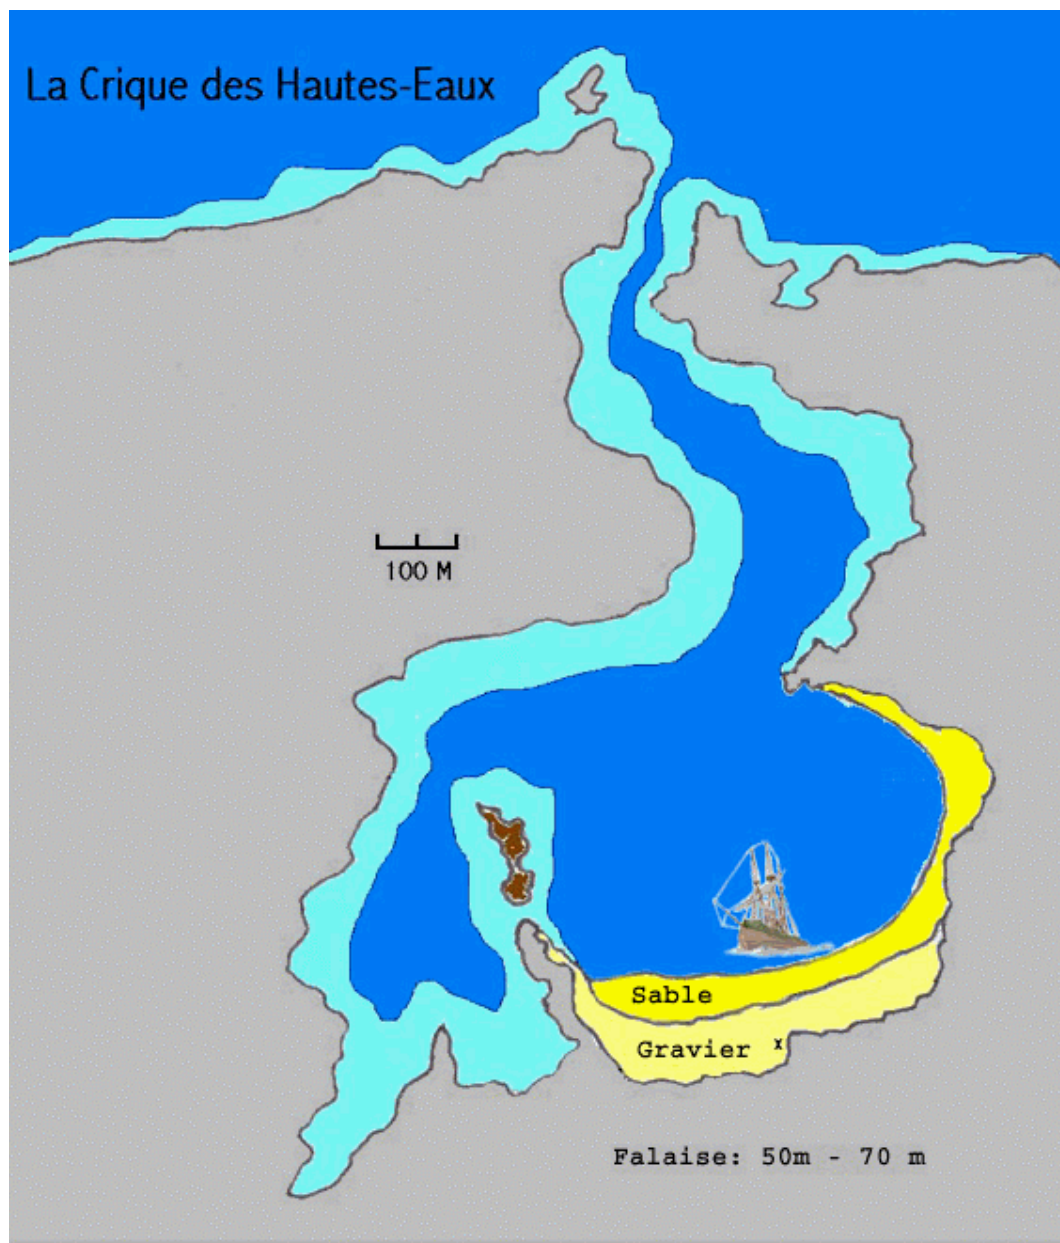 La Crique des Hautes-Eaux
100 M
Sable
Gravier x
Falaise: 50m - 70 m